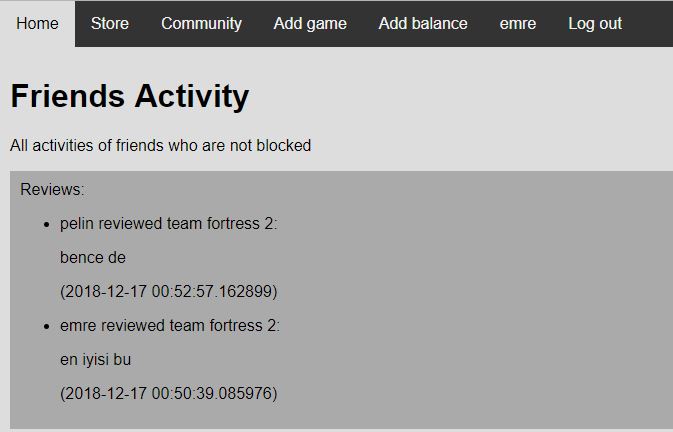 Home Store Community Add game Add balance emre Log out
Friends Activity
All activities of friends who are not blocked
Reviews:
pelin reviewed team fortress 2:
bence de
(2018-12-17 00:52:57.162899)
emre reviewed team fortress 2:
en iyisi bu
(2018-12-17 00:50:39.085976)